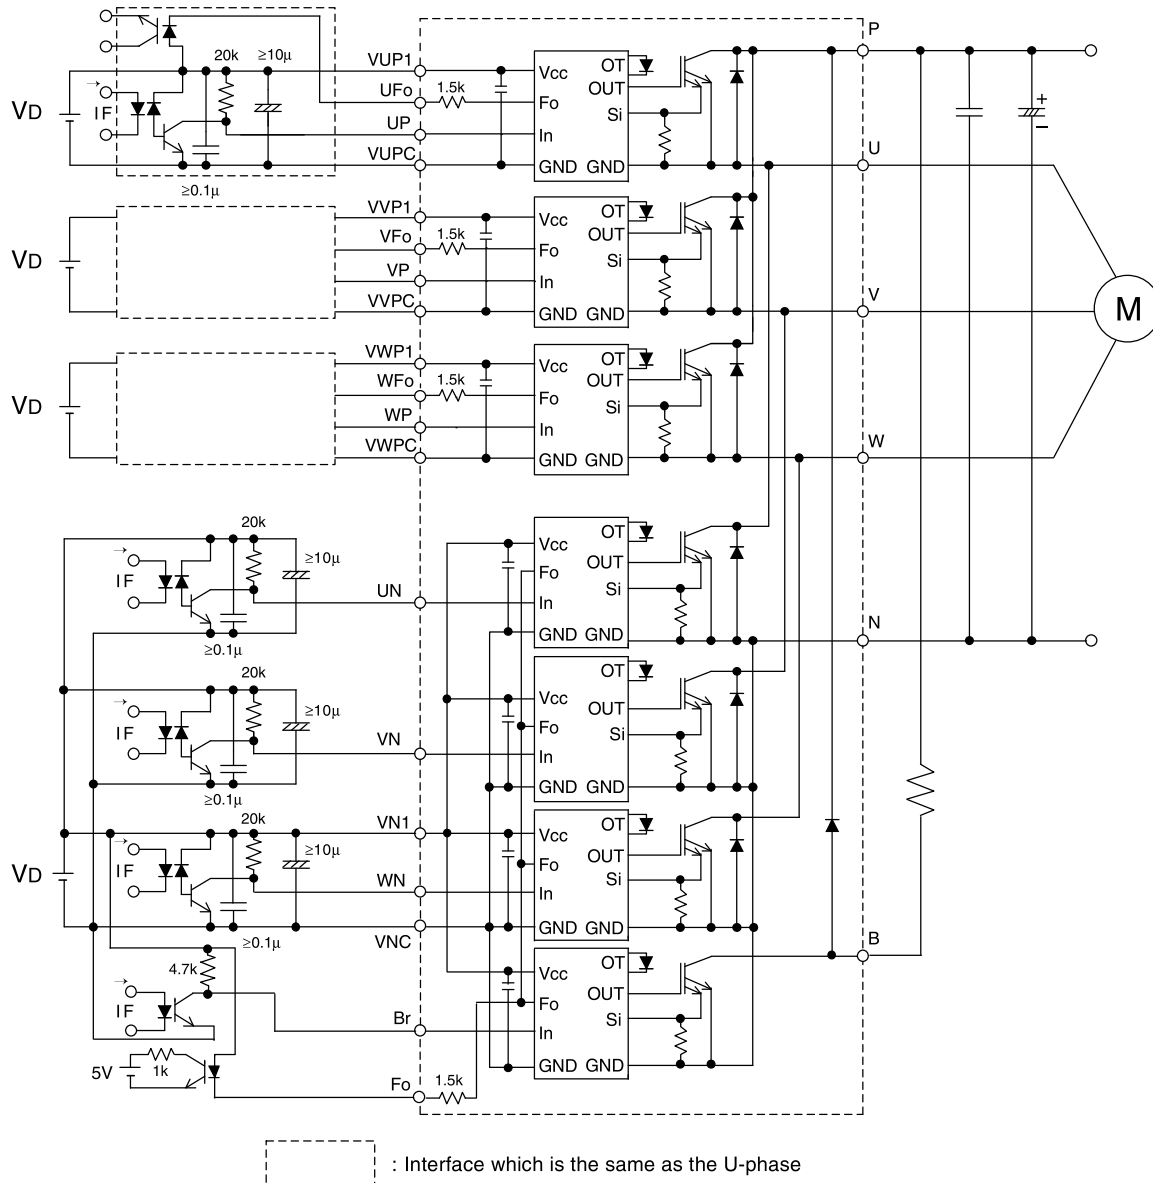 P
20k
≥10μ
VUP1
Vcc
OT
+
UFo
1.5k
Fo
OUT
VD
IF
UP
In
Si
−
VUPC
GND GND
U
≥0.1μ
VVP1
Vcc
OT
VFo
1.5k
Fo
OUT
VD
VP
In
Si
VVPC
GND GND
V
M
VWP1
Vcc
OT
WFo
1.5k
Fo
OUT
VD
WP
In
Si
VWPC
GND GND
W
20k
≥10μ
Vcc
OT
IF
Fo
OUT
UN
In
Si
≥0.1μ
GND GND
N
20k
≥10μ
Vcc
OT
IF
Fo
OUT
VN
In
Si
≥0.1μ
GND GND
20k
VN1
Vcc
OT
≥10μ
VD
IF
Fo
OUT
WN
In
Si
VNC
GND GND
≥0.1μ
B
4.7k
Vcc
OT
IF
Fo
OUT
Br
In
Si
5V
1k
Fo
1.5k
GND GND
: Interface which is the same as the U-phase